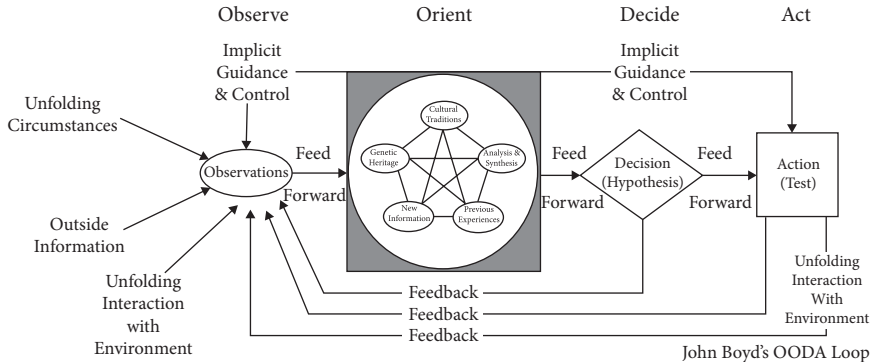 Observe
Orient
Decide
Act
Implicit
Guidance
& Control
Implicit
Guidance
& Control
Unfolding
Circumstances
Observations
Outside
Information
Unfolding
Interaction
with
Environment
Feed
Forward
Cultural
Traditions
Genetic
Heritage
Analysis &
Synthesis
New
Information
Previous
Experiences
Feed
Forward
Decision
(Hypothesis)
Feed
Forward
Action
(Test)
Unfolding
Interaction
With
Environment
Feedback
Feedback
Feedback
John Boyd's OODA Loop